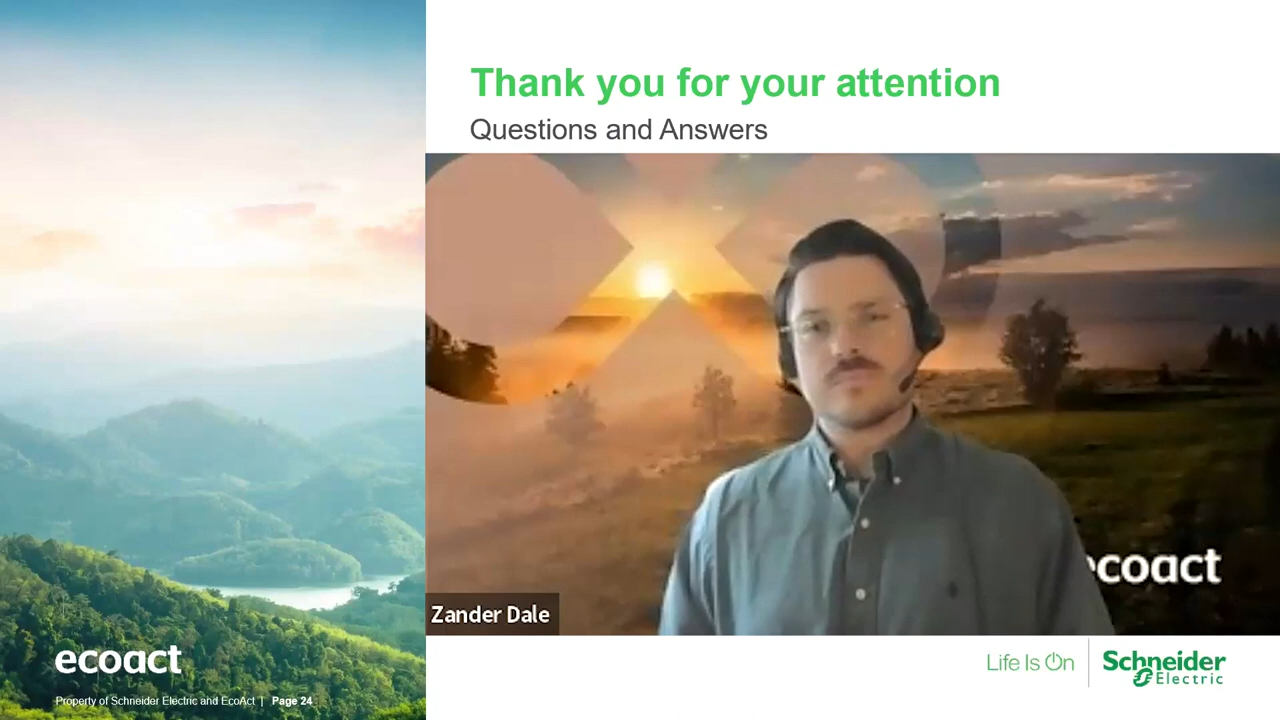 Thank you for your attention
Questions and Answers
ecoact
Zander Dale
ecoact
Property of Schneider Electric and EcoAct | Page 24
Life Is On
Schneider
Electric